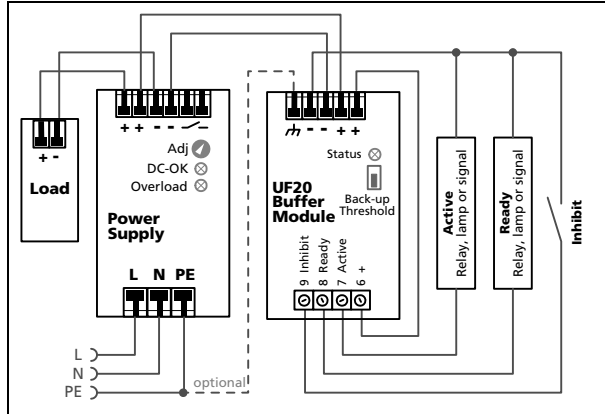 + + - -
- - + +
Adj
DC-OK
Overload
Status
Back-up
Threshold
+ -
Load
Power
Supply
UF20
Buffer
Module
L N PE
9 Inhibit
8 Ready
7 Active
6 +
Active
Relay, lamp or signal
Ready
Relay, lamp or signal
Inhibit
L
N
PE
optional